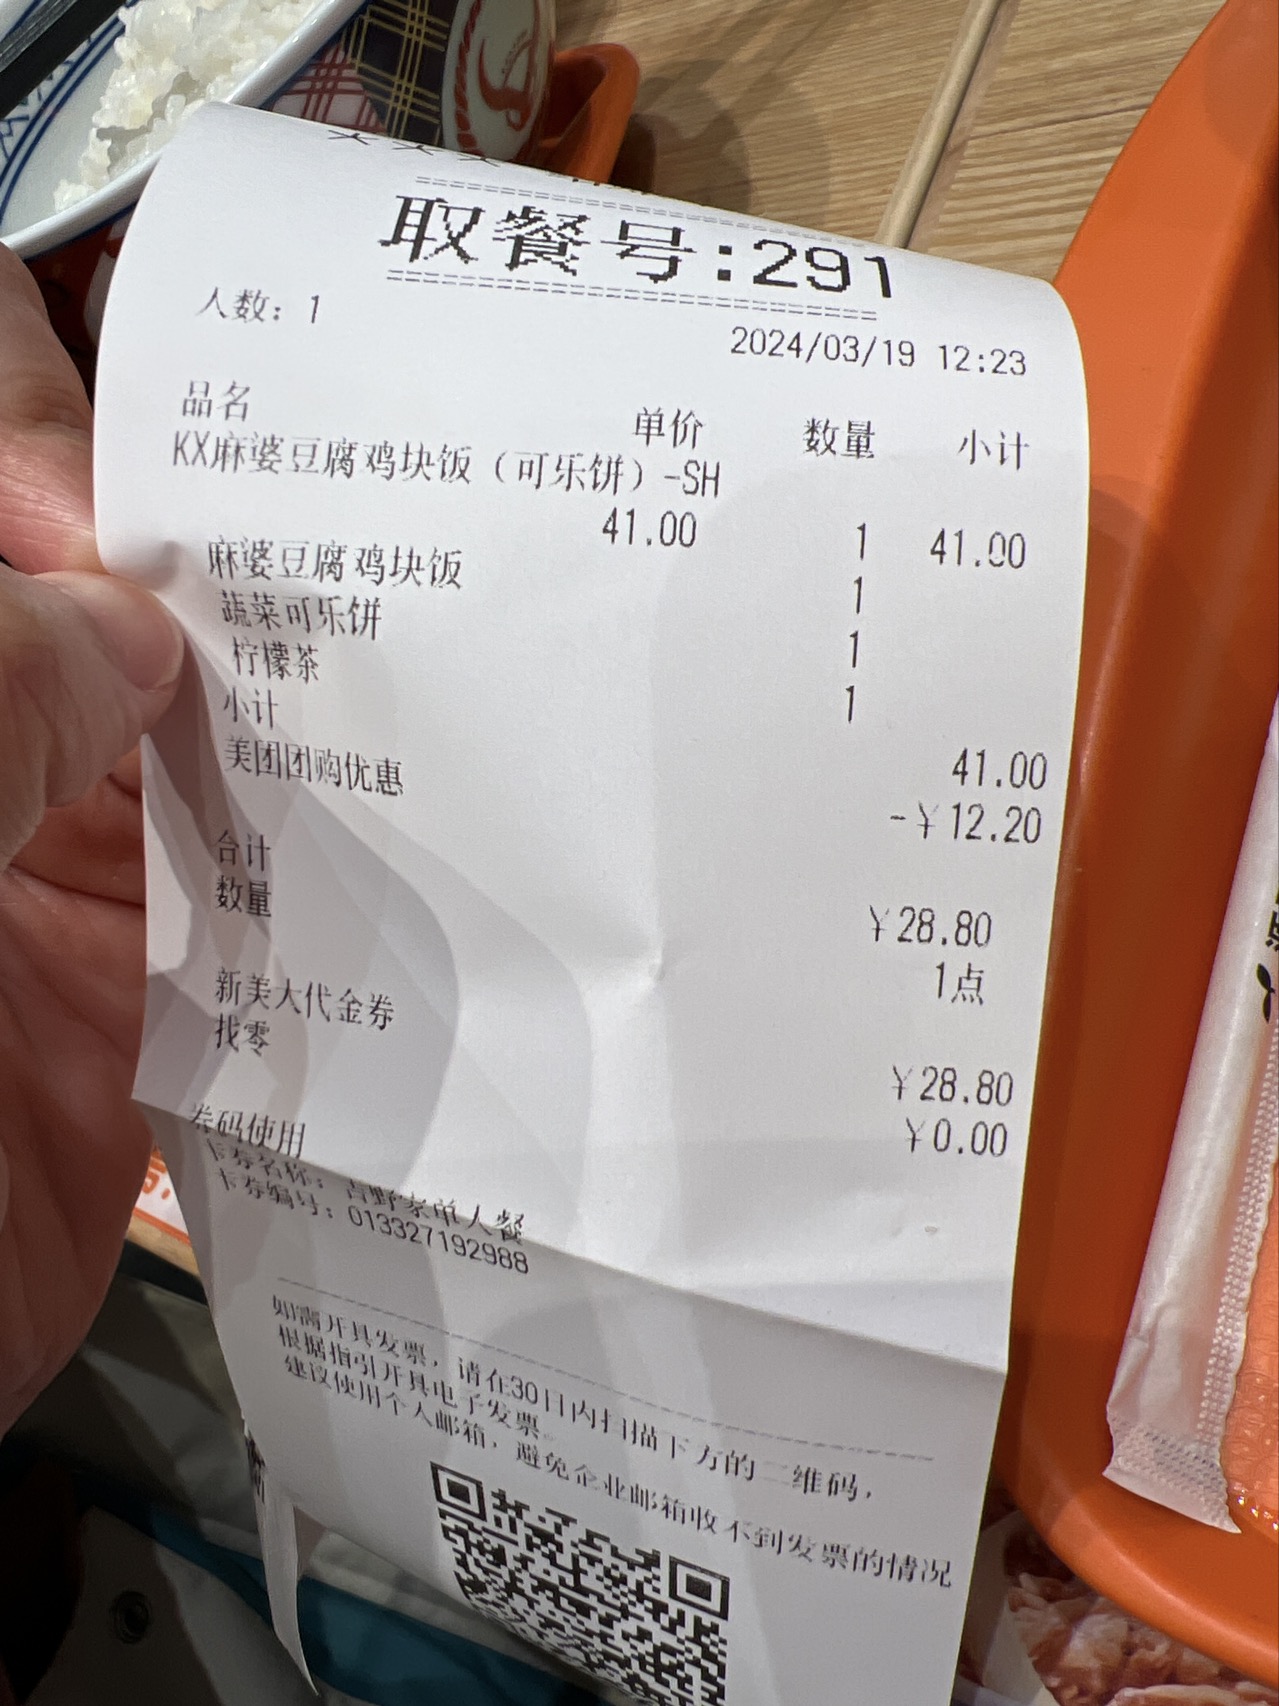 取餐号:291
人数: 1
2024/03/19 12:23
品名 单价 数量 小计
KX麻婆豆腐鸡块饭（可乐饼）-SH
41.00 1 41.00
麻婆豆腐鸡块饭 1
蔬菜可乐饼 1
柠檬茶 1
小计 41.00
美团团购优惠 -¥12.20
合计 ¥28.80
数量 1点
新美大代金券 ¥28.80
找零 ¥0.00
券码使用
卡券名称: 吉野家单人餐
卡券编号: 013327192988
如需开具发票，请在30日内扫描下方的二维码，
根据指引开具电子发票。
建议使用个人邮箱，避免企业邮箱收不到发票的情况